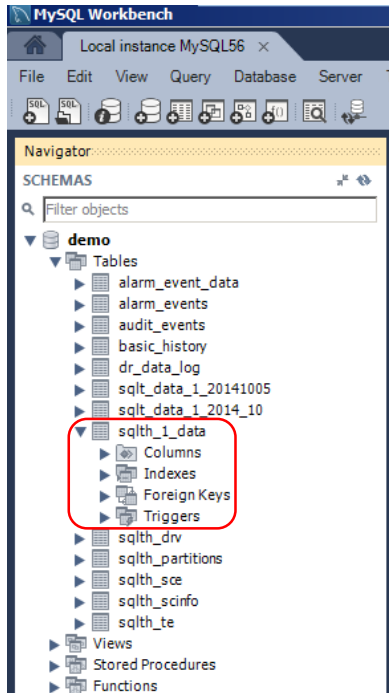 MySQL Workbench
Local instance MySQL56 ×
File Edit View Query Database Server
SQL SQL
Navigator
SCHEMAS
Filter objects
demo
Tables
alarm_event_data
alarm_events
audit_events
basic_history
dr_data_log
sqlt_data_1_20141005
sqlt_data_1_2014_10
sqlth_1_data
Columns
Indexes
Foreign Keys
Triggers
sqlth_drv
sqlth_partitions
sqlth_sce
sqlth_scinfo
sqlth_te
Views
Stored Procedures
Functions